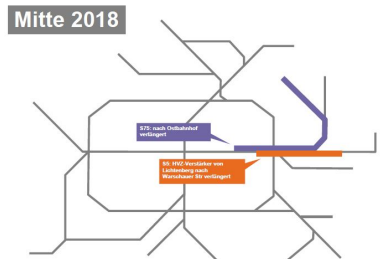 Mitte 2018
S75: nach Ostbahnhof
verlängert
S5: HVZ-Verstärker von
Lichtenberg nach
Warschauer Str verlängert